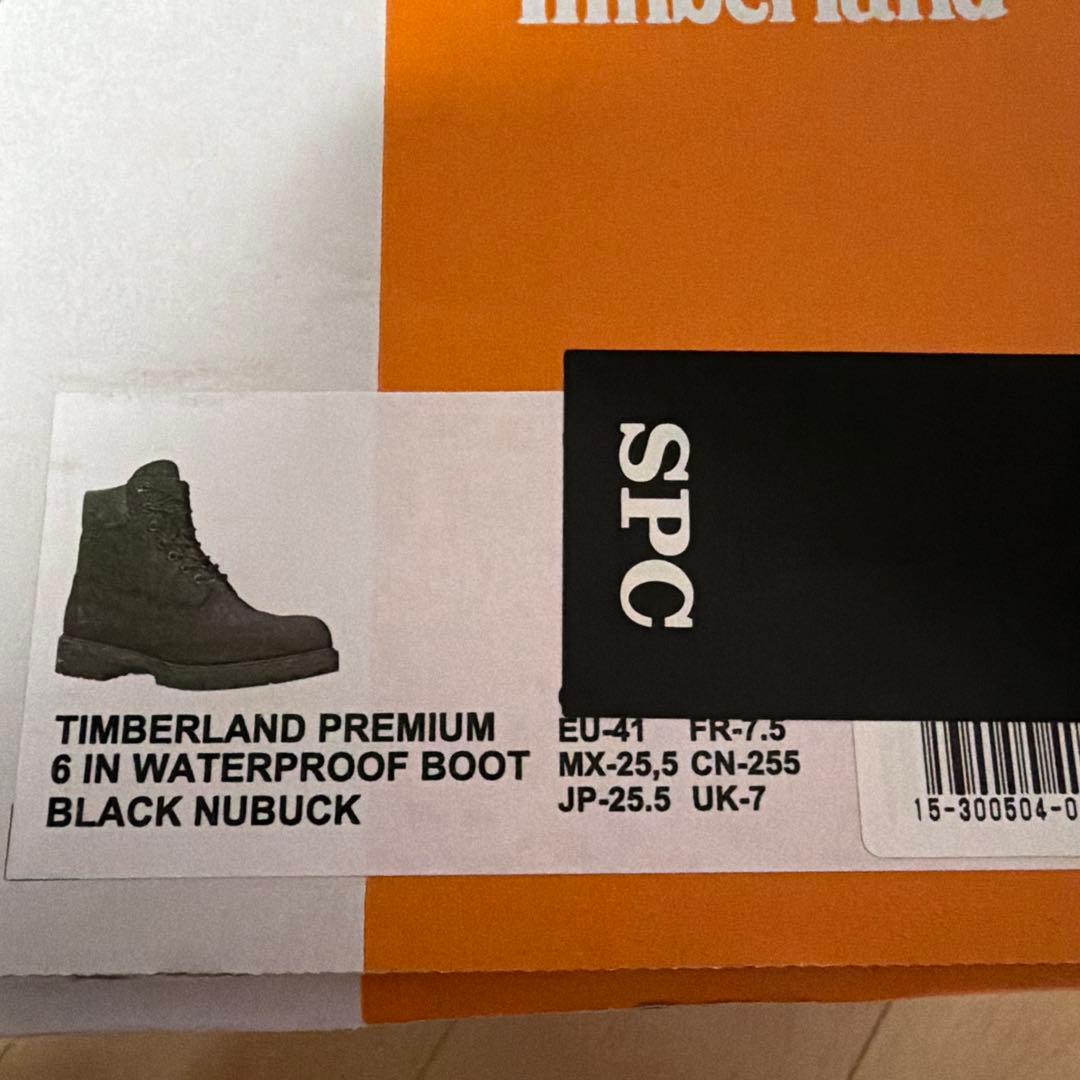 Timberland
SPC
TIMBERLAND PREMIUM
6 IN WATERPROOF BOOT
BLACK NUBUCK
EU-41 FR-7.5
MX-25,5 CN-255
JP-25.5 UK-7
15-300504-0